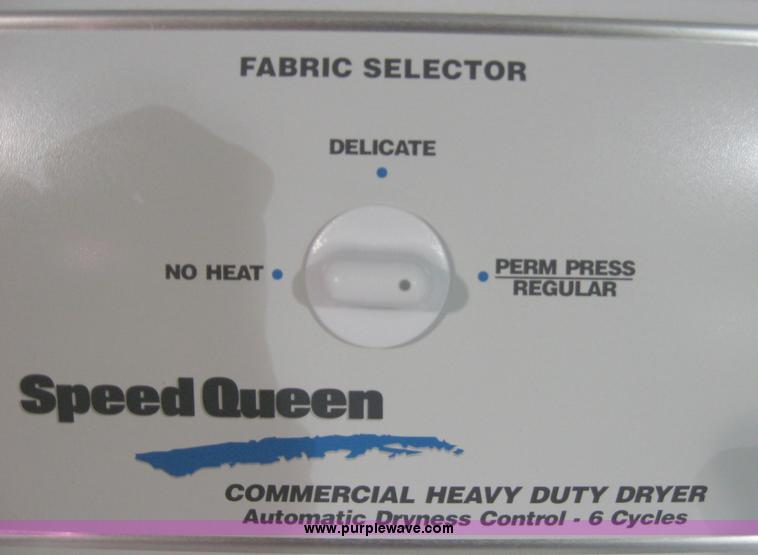 FABRIC SELECTOR
DELICATE
NO HEAT
PERM PRESS
REGULAR
Speed Queen
COMMERCIAL HEAVY DUTY DRYER
Automatic Dryness Control - 6 Cycles
www.purplewave.com